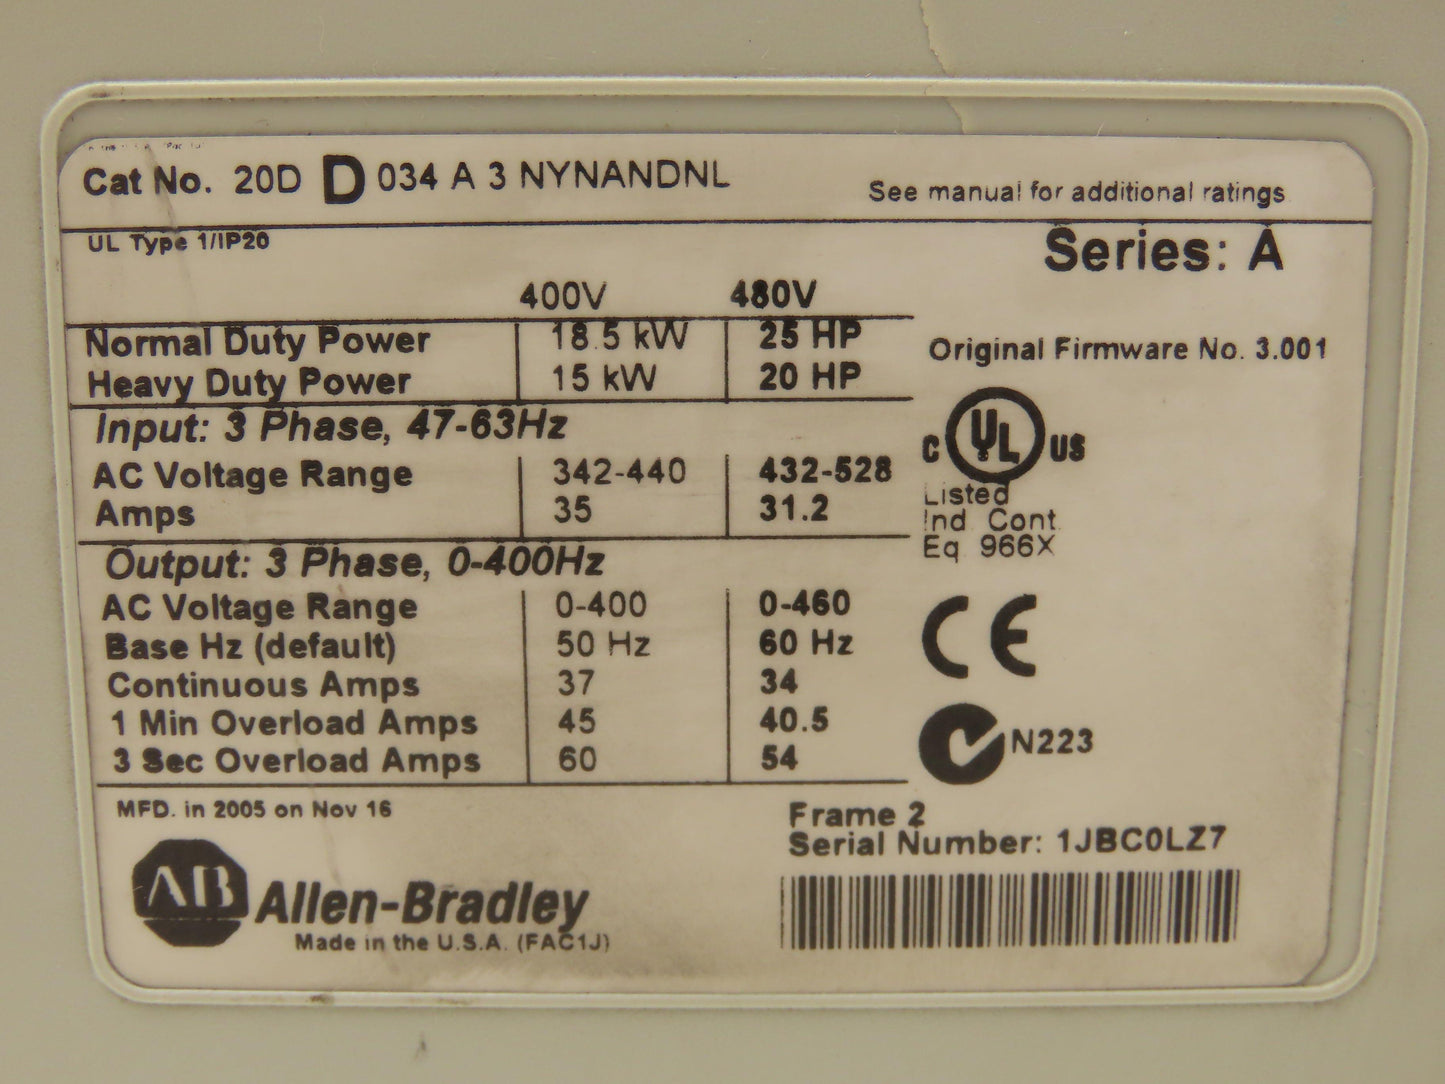 Cat No. 20D D 034 A 3 NYNANDNL
See manual for additional ratings
UL Type 1/IP20
Series: A
400V 480V
Normal Duty Power 18.5 kW 25 HP
Heavy Duty Power 15 kW 20 HP
Original Firmware No. 3.001
Input: 3 Phase, 47-63Hz
AC Voltage Range 342-440 432-528
Amps 35 31.2
C UL US
Listed
Ind Cont
Eq 966X
Output: 3 Phase, 0-400Hz
AC Voltage Range 0-400 0-460
Base Hz (default) 50 Hz 60 Hz
Continuous Amps 37 34
1 Min Overload Amps 45 40.5
3 Sec Overload Amps 60 54
CE
N223
MFD. in 2005 on Nov 16
Frame 2
Serial Number: 1JBC0LZ7
AB Allen-Bradley
Made in the U.S.A. (FAC1J)